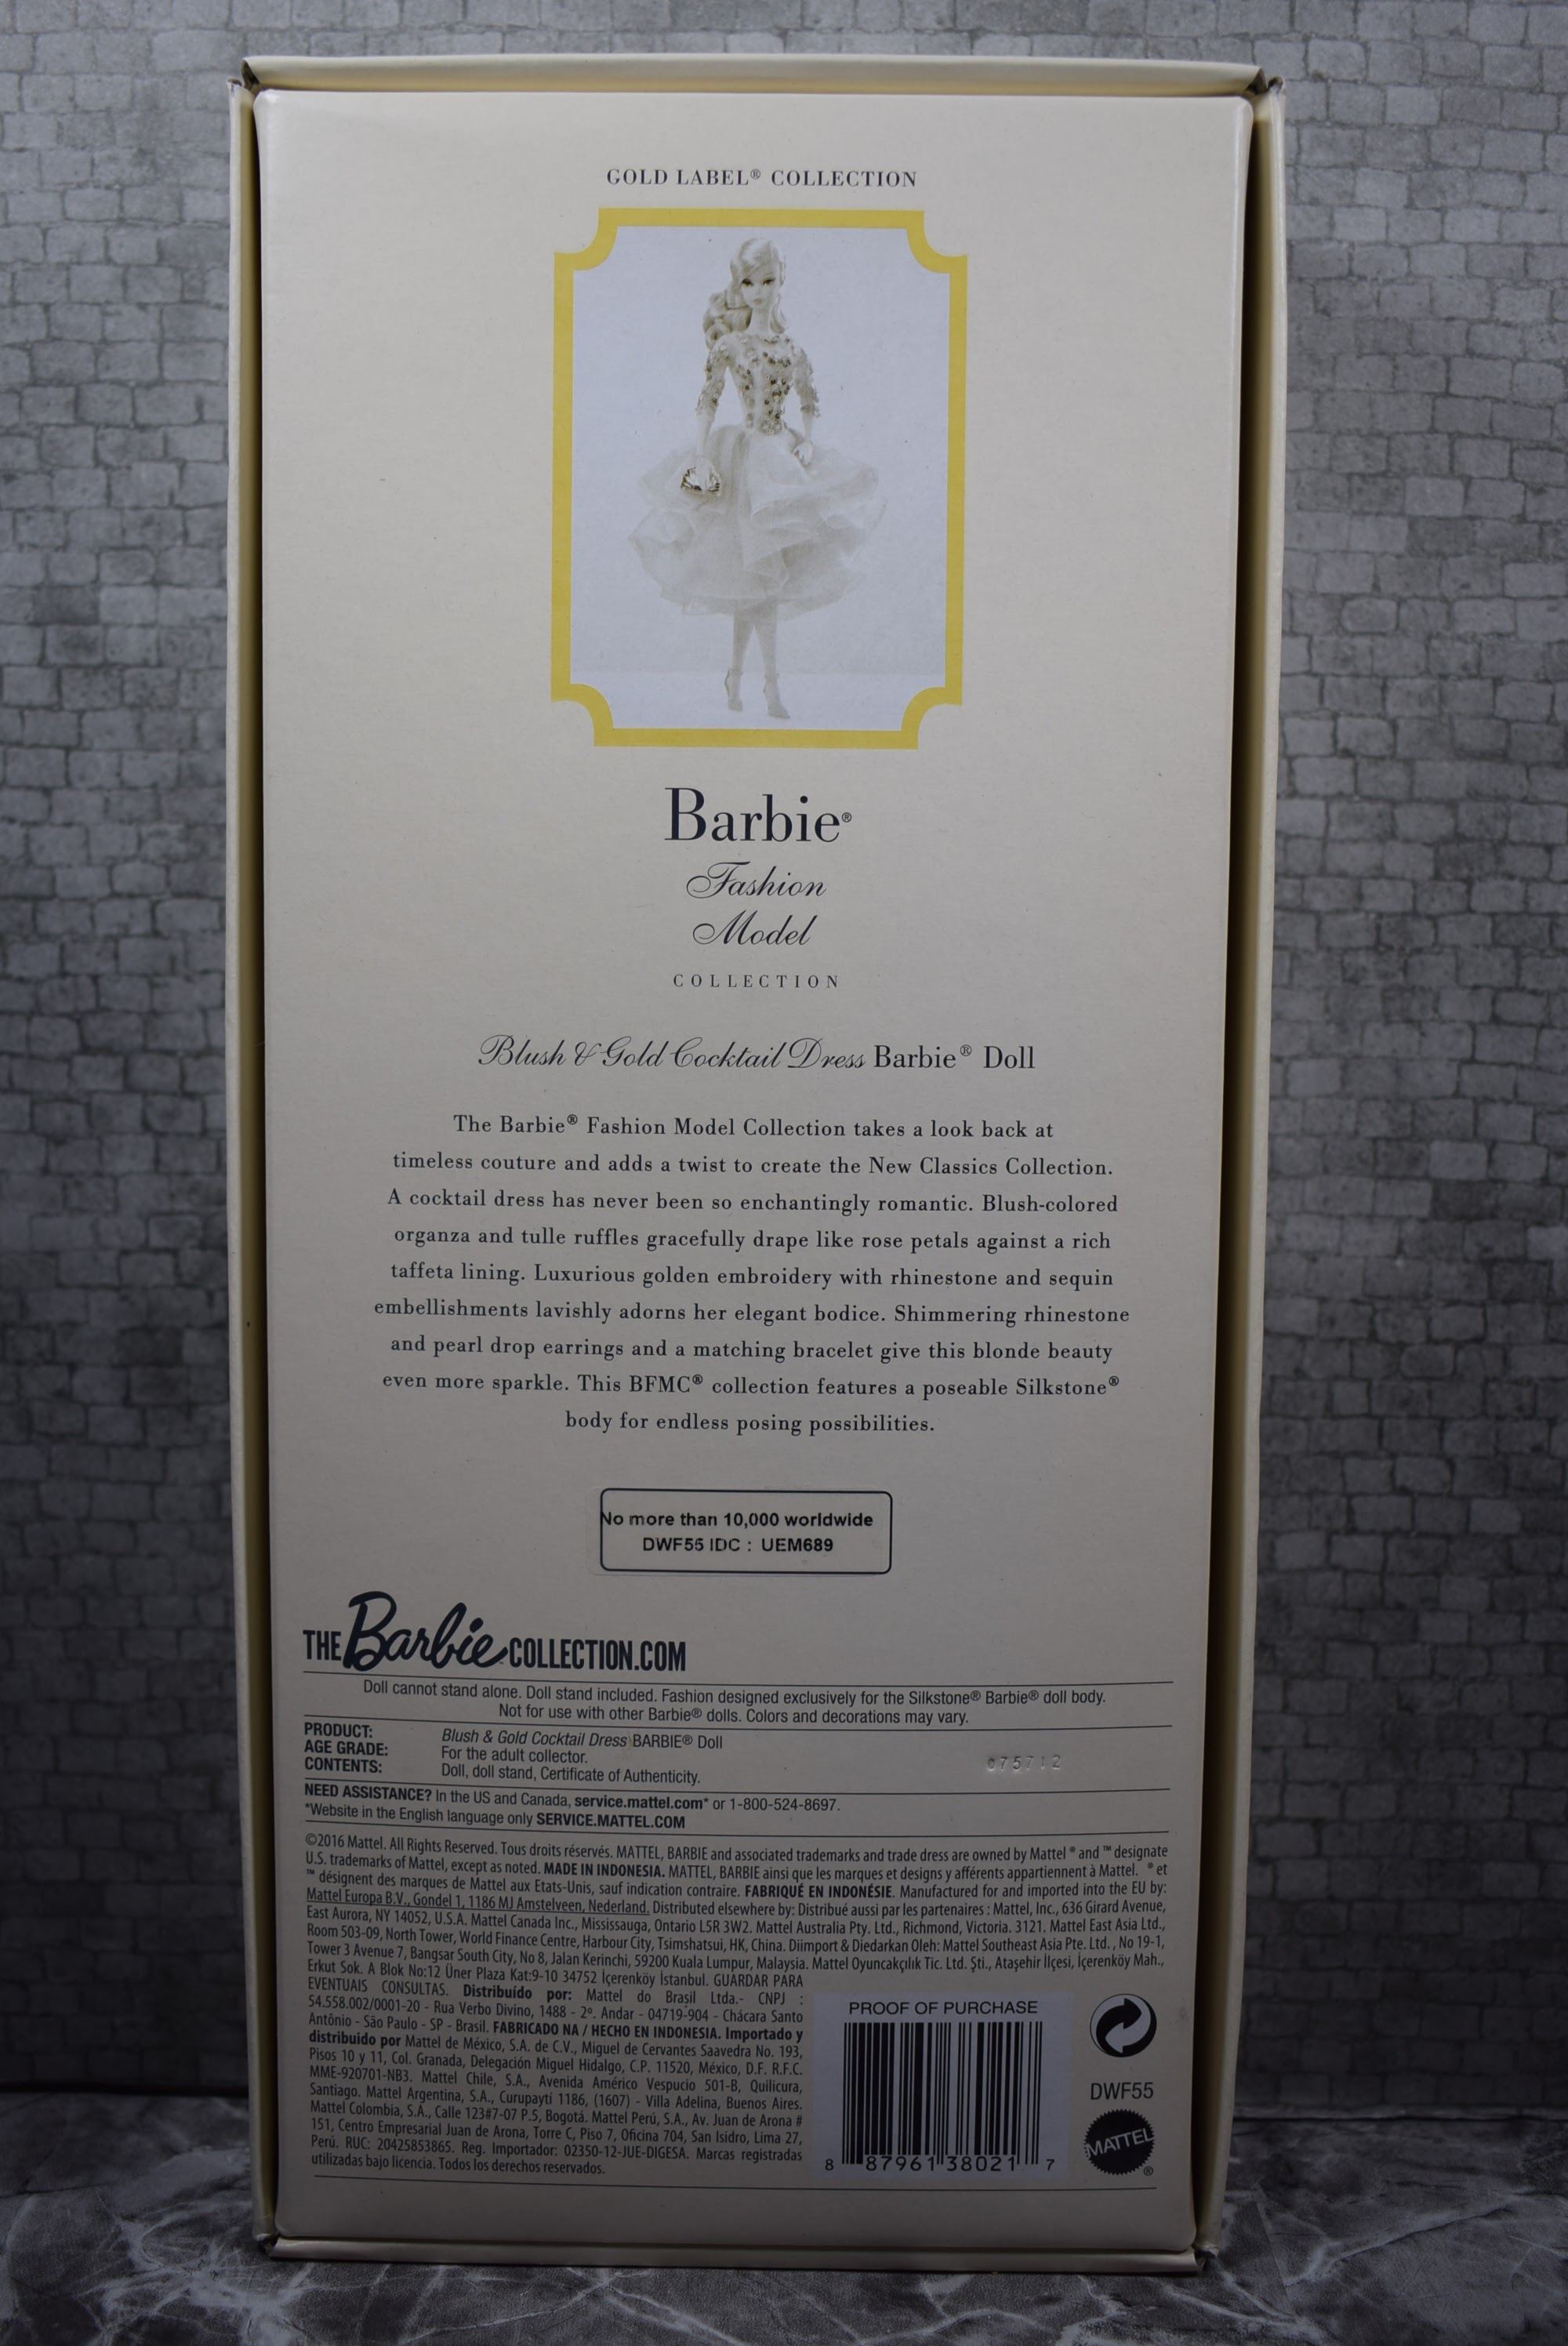 GOLD LABEL® COLLECTION
Barbie®
Fashion
Model
COLLECTION
Blush & Gold Cocktail Dress Barbie® Doll
The Barbie® Fashion Model Collection takes a look back at
timeless couture and adds a twist to create the New Classics Collection.
A cocktail dress has never been so enchantingly romantic. Blush-colored
organza and tulle ruffles gracefully drape like rose petals against a rich
taffeta lining. Luxurious golden embroidery with rhinestone and sequin
embellishments lavishly adorns her elegant bodice. Shimmering rhinestone
and pearl drop earrings and a matching bracelet give this blonde beauty
even more sparkle. This BFMC® collection features a poseable Silkstone®
body for endless posing possibilities.
No more than 10,000 worldwide
DWF55 IDC : UEM689
THE Barbie COLLECTION.COM
Doll cannot stand alone. Doll stand included. Fashion designed exclusively for the Silkstone® Barbie® doll body.
Not for use with other Barbie® dolls. Colors and decorations may vary.
PRODUCT: Blush & Gold Cocktail Dress BARBIE® Doll
AGE GRADE: For the adult collector.
CONTENTS: Doll, doll stand, Certificate of Authenticity.
NEED ASSISTANCE? In the US and Canada, service.mattel.com* or 1-800-524-8697.
*Website in the English language only SERVICE.MATTEL.COM
©2016 Mattel. All Rights Reserved. Tous droits réservés. MATTEL, BARBIE and associated trademarks and trade dress are owned by Mattel ® and ™ designate
U.S. trademarks of Mattel, except as noted. MADE IN INDONESIA. MATTEL, BARBIE ainsi que les marques et designs y afférents appartiennent à Mattel. ® et
™ désignent des marques de Mattel aux Etats-Unis, sauf indication contraire. FABRIQUÉ EN INDONÉSIE. Manufactured for and imported into the EU by:
Mattel Europa B.V., Gondel 1, 1186 MJ Amstelveen, Nederland. Distributed elsewhere by: Distribué aussi par les partenaires : Mattel, Inc., 636 Girard Avenue,
East Aurora, NY 14052, U.S.A. Mattel Canada Inc., Mississauga, Ontario L5R 3W2. Mattel Australia Pty. Ltd., Richmond, Victoria. 3121. Mattel East Asia Ltd.,
Room 503-09, North Tower, World Finance Centre, Harbour City, Tsimshatsui, HK, China. Diimport & Diedarkan Oleh: Mattel Southeast Asia Pte. Ltd. , No 19-1,
Tower 3 Avenue 7, Bangsar South City, No 8, Jalan Kerinchi, 59200 Kuala Lumpur, Malaysia. Mattel Oyuncakçılık Tic. Ltd. Şti., Ataşehir İlçesi, İçerenköy Mah.,
Erkut Sok. A Blok No:12 Üner Plaza Kat:9-10 34752 İçerenköy İstanbul. GUARDAR PARA
EVENTUAIS CONSULTAS. Distribuído por: Mattel do Brasil Ltda.- CNPJ :
54.558.002/0001-20 - Rua Verbo Divino, 1488 - 2º. Andar - 04719-904 - Chácara Santo
Antônio - São Paulo - SP - Brasil. FABRICADO NA / HECHO EN INDONESIA. Importado y
distribuido por Mattel de México, S.A. de C.V., Miguel de Cervantes Saavedra No. 193,
Pisos 10 y 11, Col. Granada, Delegación Miguel Hidalgo, C.P. 11520, México, D.F. R.F.C.
MME-920701-NB3. Mattel Chile, S.A., Avenida Américo Vespucio 501-B, Quilicura,
Santiago. Mattel Argentina, S.A., Curupaytí 1186, (1607) - Villa Adelina, Buenos Aires.
Mattel Colombia, S.A., Calle 123#7-07 P.5, Bogotá. Mattel Perú, S.A., Av. Juan de Arona #
151, Centro Empresarial Juan de Arona, Torre C, Piso 7, Oficina 704, San Isidro, Lima 27,
Perú. RUC: 20425853865. Reg. Importador: 02350-12-JUE-DIGESA. Marcas registradas
utilizadas bajo licencia. Todos los derechos reservados.
PROOF OF PURCHASE
8 87961 38021 7
DWF55
MATTEL®